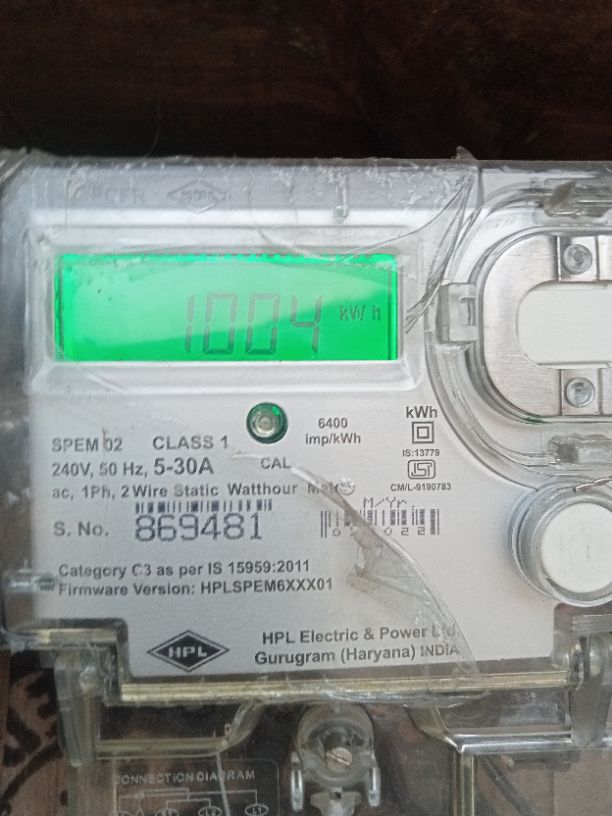 1004 kW h
6400
imp/kWh
kWh
IS:13779
CM/L-9190783
SPEM 02 CLASS 1
240V, 50 Hz, 5-30A CAL
ac, 1Ph, 2 Wire Static Watthour
M/Yr.
S. No. 869481
Category C3 as per IS 15959:2011
Firmware Version: HPLSPEM6XXX01
HPL
HPL Electric & Power Ltd
Gurugram (Haryana) INDIA
CONNECTION DIAGRAM